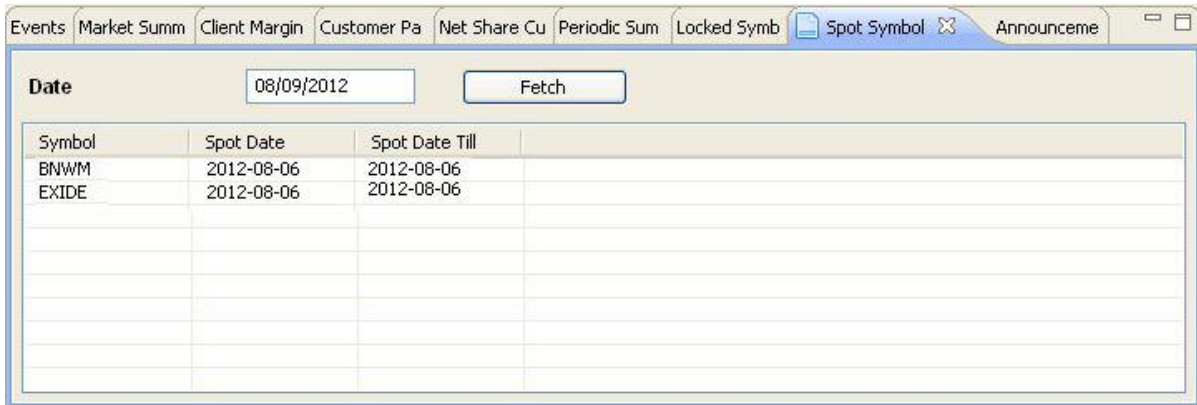 Events Market Summ Client Margin Customer Pa Net Share Cu Periodic Sum Locked Symb Spot Symbol Announceme
Date 08/09/2012 Fetch
Symbol Spot Date Spot Date Till
BNWM 2012-08-06 2012-08-06
EXIDE 2012-08-06 2012-08-06